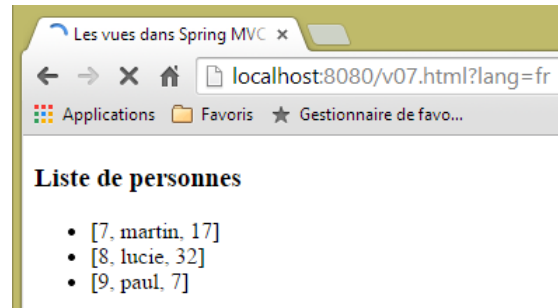 Les vues dans Spring MVC
localhost:8080/v07.html?lang=fr
Applications Favoris Gestionnaire de favo...
Liste de personnes
[7, martin, 17]
[8, lucie, 32]
[9, paul, 7]